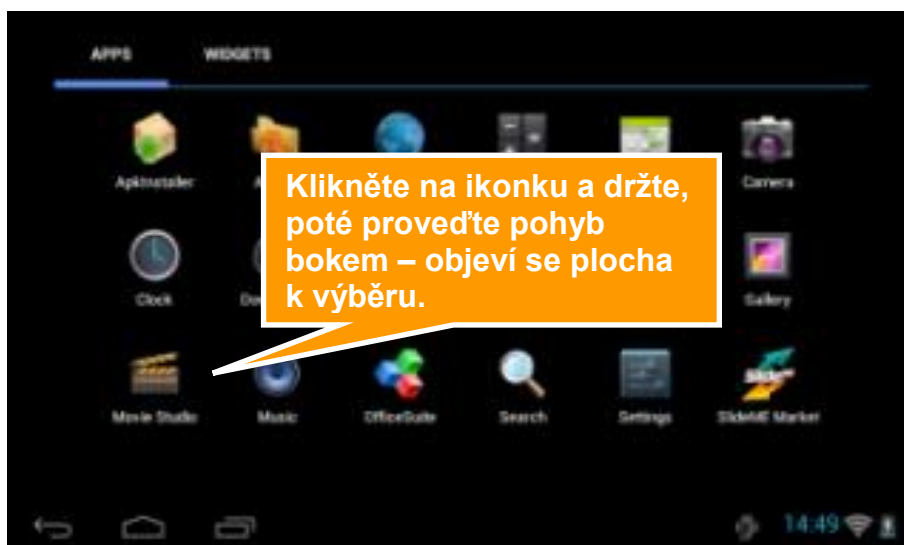 APPS WIDGETS
ApkInstaller
Camera
Klikněte na ikonku a držte,
poté proveďte pohyb
bokem – objeví se plocha
k výběru.
Clock
Gallery
Movie Studio Music OfficeSuite Search Settings SlideME Market
14:49